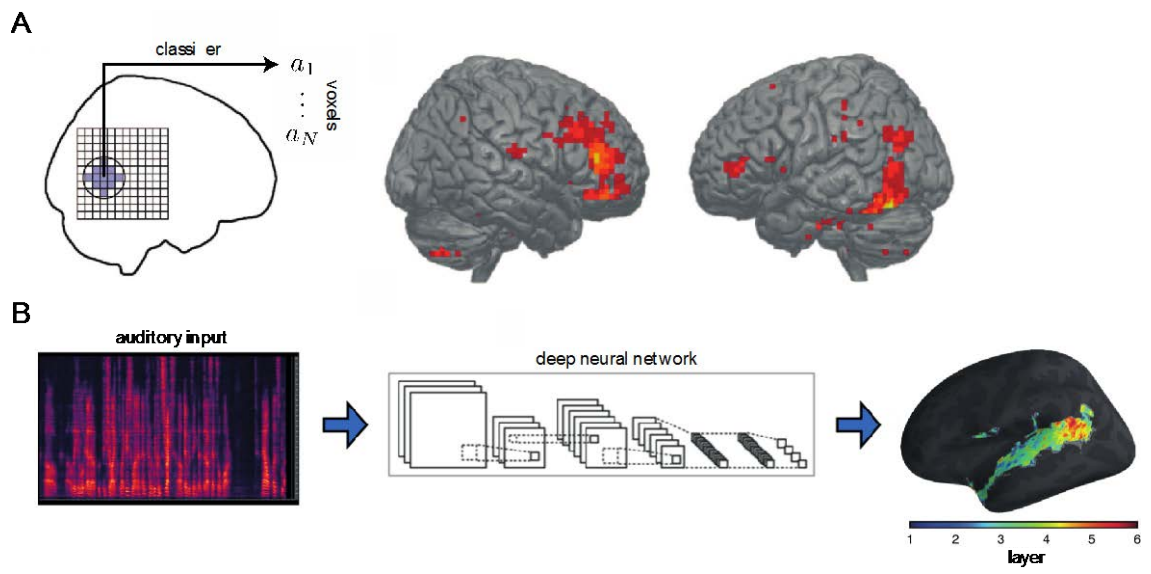 A
classi er
a1
⋮
aN
voxels
B
auditory input
deep neural network
1 2 3 4 5 6
layer